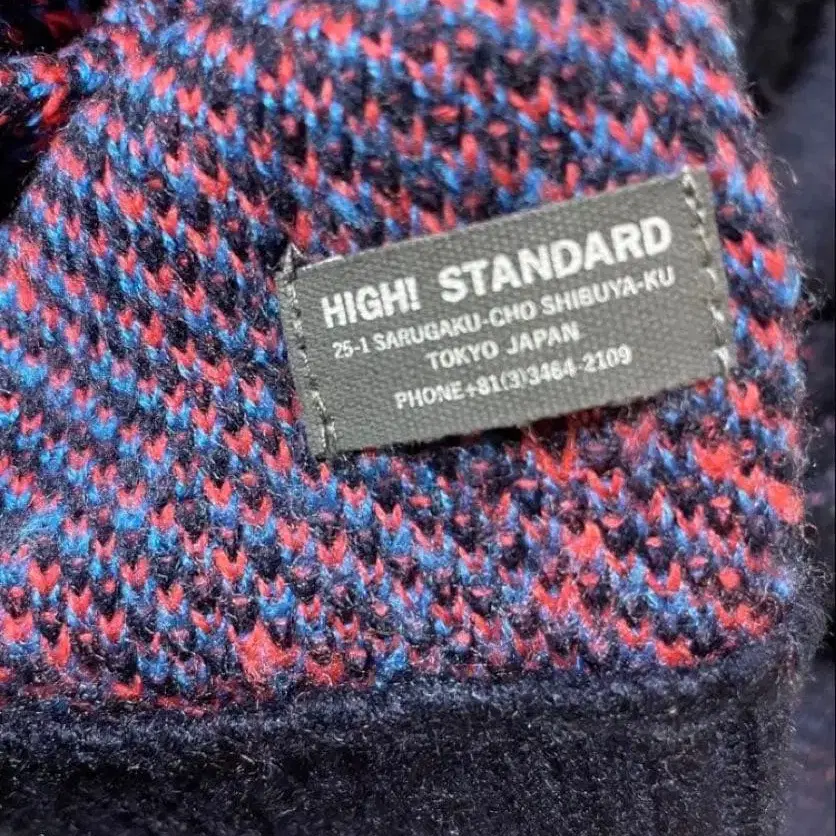 HIGH! STANDARD
25-1 SARUGAKU-CHO SHIBUYA-KU
TOKYO JAPAN
PHONE+81(3)3464-2109